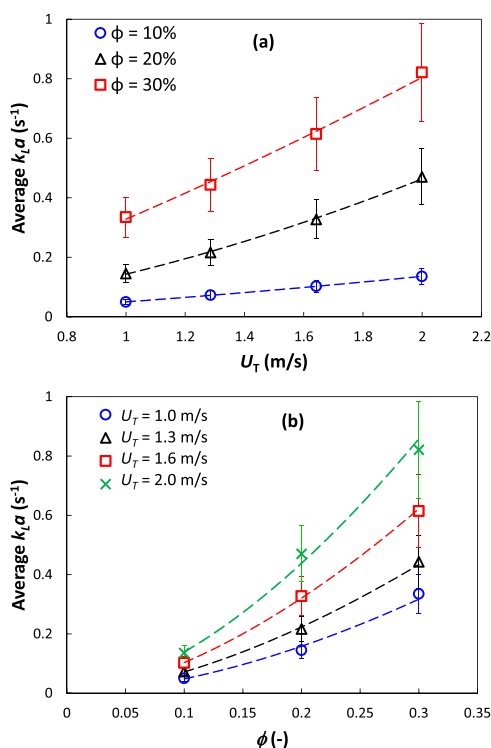 (a)
ϕ = 10%
ϕ = 20%
ϕ = 30%
1
0.8
0.6
0.4
0.2
0
Average kLa (s⁻¹)
0.8 1 1.2 1.4 1.6 1.8 2 2.2
UT (m/s)
(b)
UT = 1.0 m/s
UT = 1.3 m/s
UT = 1.6 m/s
UT = 2.0 m/s
1
0.8
0.6
0.4
0.2
0
Average kLa (s⁻¹)
0 0.05 0.1 0.15 0.2 0.25 0.3 0.35
ϕ (-)